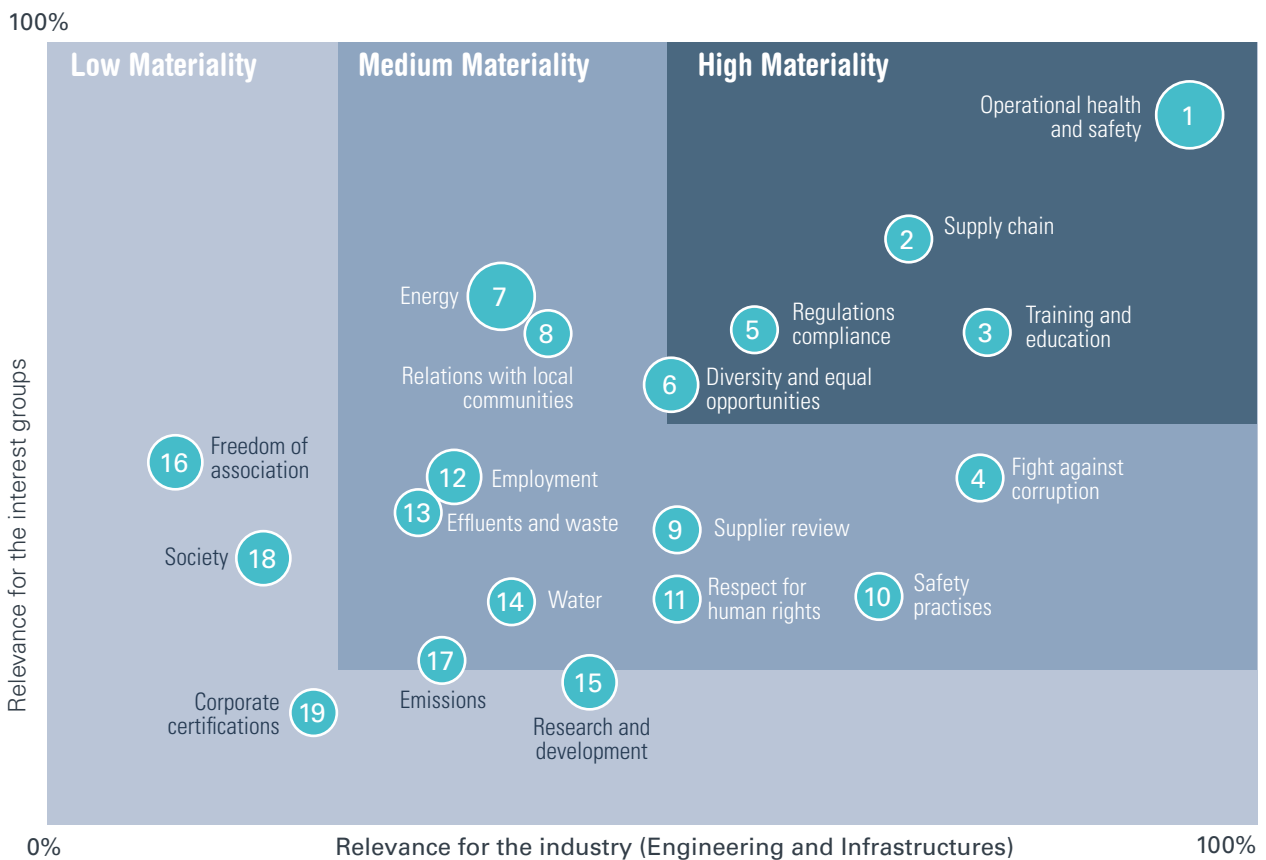 100%
Low Materiality
Medium Materiality
High Materiality
Operational health
and safety
1
2
Supply chain
Energy
7
8
Relations with local
communities
5
Regulations
compliance
3
Training and
education
6
Diversity and equal
opportunities
16
Freedom of
association
12
Employment
13
Effluents and waste
4
Fight against
corruption
9
Supplier review
Society
18
14
Water
11
Respect for
human rights
10
Safety
practises
17
Emissions
15
Research and
development
Corporate
certifications
19
Relevance for the interest groups
0%
Relevance for the industry (Engineering and Infrastructures)
100%